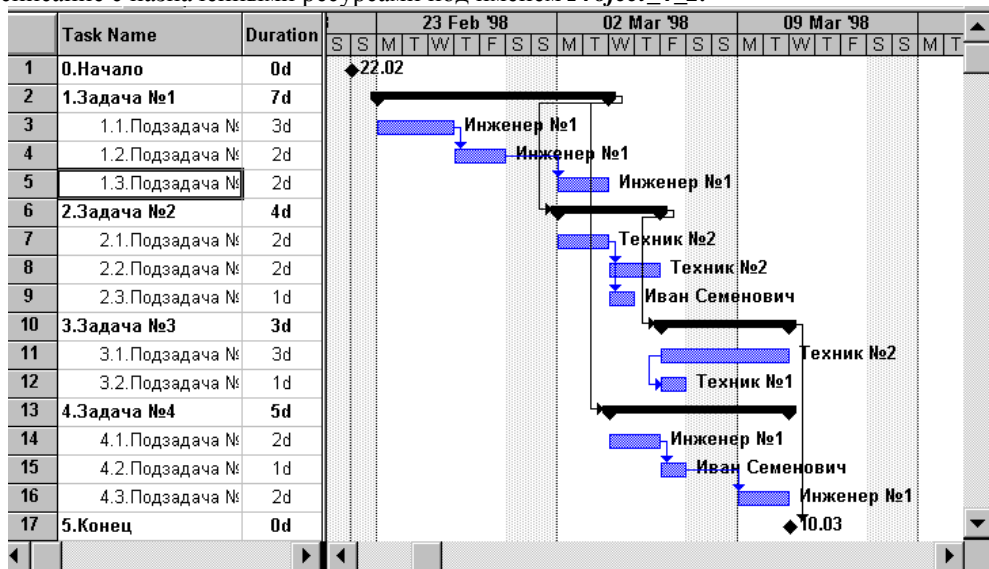 писание с назначенными ресурсами под именем Project_1_2.
Task Name Duration 23 Feb '98 02 Mar '98 09 Mar '98
S S M T W T F S S M T W T F S S M T W T F S S M T
1 0.Начало 0d 22.02
2 1.Задача №1 7d
3 1.1.Подзадача № 3d Инженер №1
4 1.2.Подзадача № 2d Инженер №1
5 1.3.Подзадача № 2d Инженер №1
6 2.Задача №2 4d
7 2.1.Подзадача № 2d Техник №2
8 2.2.Подзадача № 2d Техник №2
9 2.3.Подзадача № 1d Иван Семенович
10 3.Задача №3 3d
11 3.1.Подзадача № 3d Техник №2
12 3.2.Подзадача № 1d Техник №1
13 4.Задача №4 5d
14 4.1.Подзадача № 2d Инженер №1
15 4.2.Подзадача № 1d Иван Семенович
16 4.3.Подзадача № 2d Инженер №1
17 5.Конец 0d 10.03